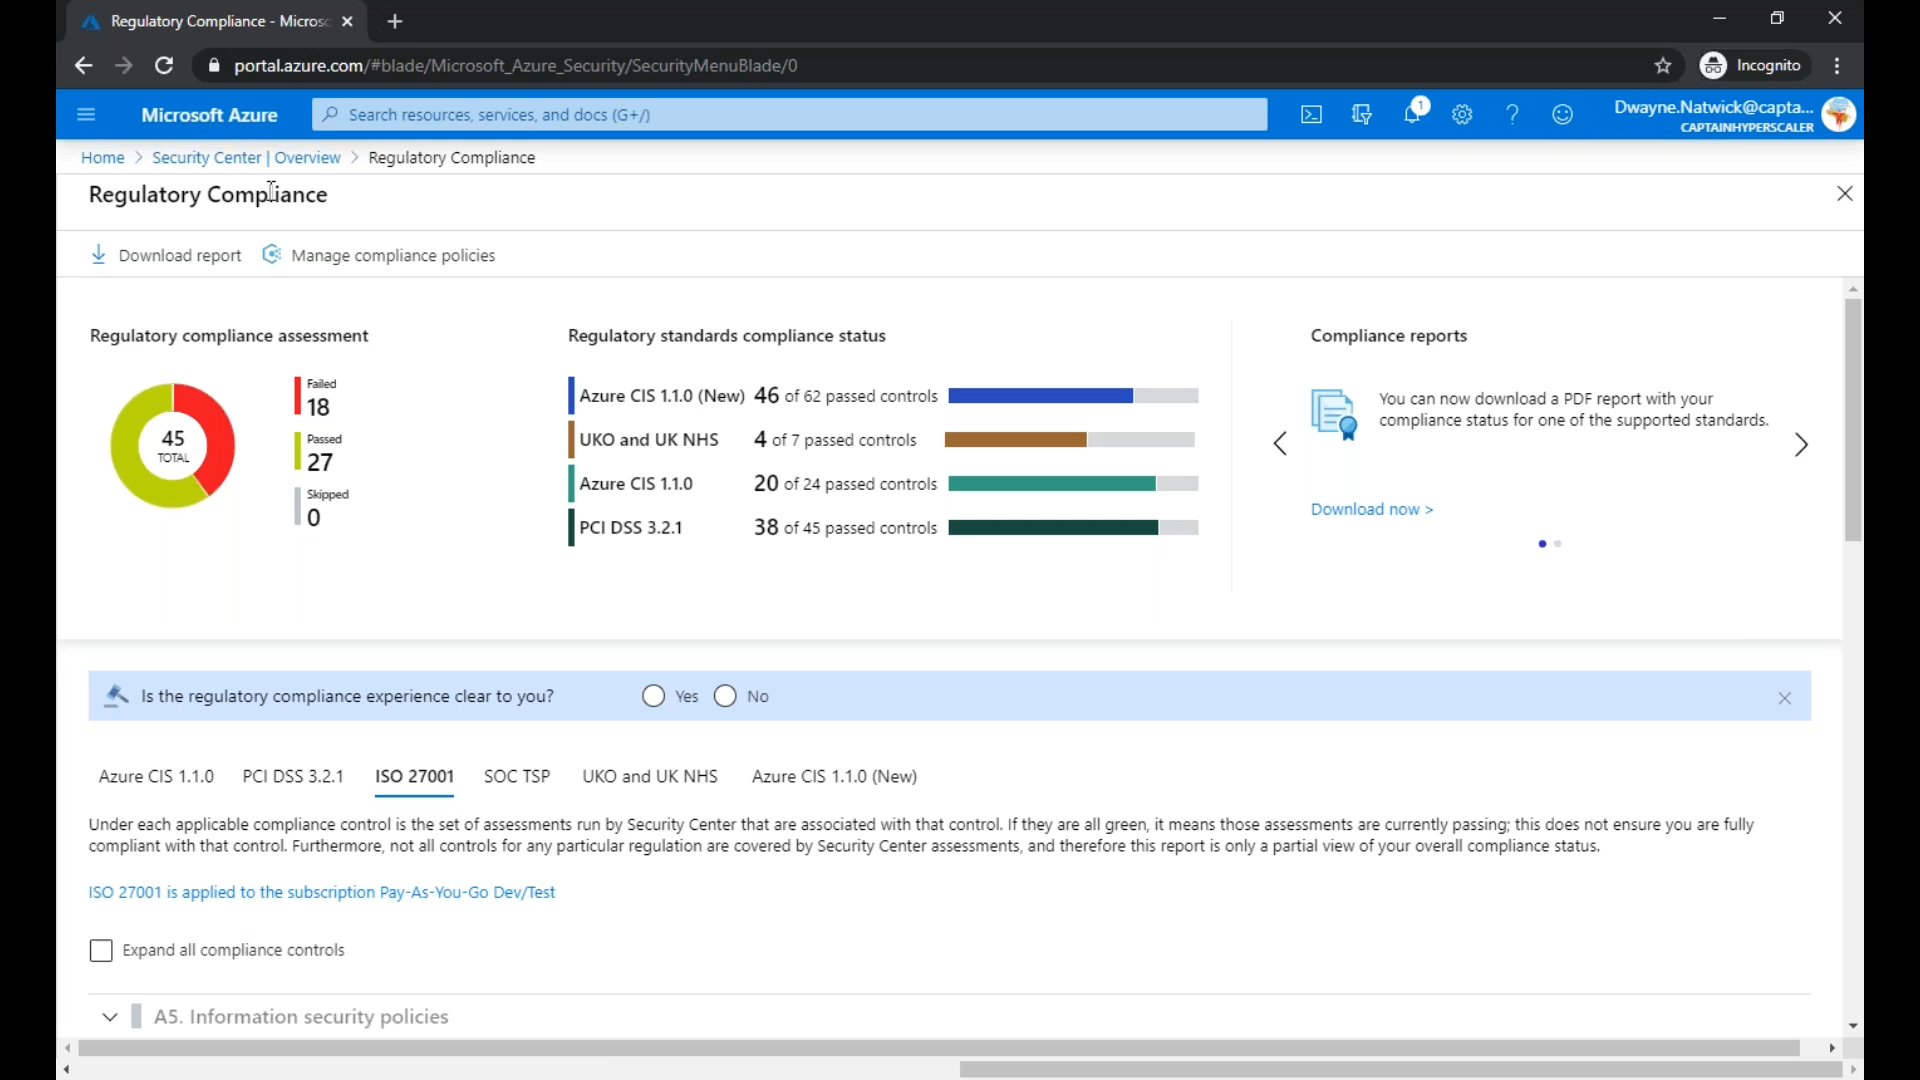 Regulatory Compliance - Micros
portal.azure.com/#blade/Microsoft_Azure_Security/SecurityMenuBlade/0
Incognito
Microsoft Azure
Search resources, services, and docs (G+/)
1
Dwayne.Natwick@capta...
CAPTAINHYPERSCALER
Home > Security Center | Overview > Regulatory Compliance
Regulatory Compliance
Download report
Manage compliance policies
Regulatory compliance assessment
45
TOTAL
Failed
18
Passed
27
Skipped
0
Regulatory standards compliance status
Azure CIS 1.1.0 (New) 46 of 62 passed controls
UKO and UK NHS 4 of 7 passed controls
Azure CIS 1.1.0 20 of 24 passed controls
PCI DSS 3.2.1 38 of 45 passed controls
Compliance reports
You can now download a PDF report with your
compliance status for one of the supported standards.
Download now >
Is the regulatory compliance experience clear to you?
Yes
No
Azure CIS 1.1.0 PCI DSS 3.2.1 ISO 27001 SOC TSP UKO and UK NHS Azure CIS 1.1.0 (New)
Under each applicable compliance control is the set of assessments run by Security Center that are associated with that control. If they are all green, it means those assessments are currently passing; this does not ensure you are fully
compliant with that control. Furthermore, not all controls for any particular regulation are covered by Security Center assessments, and therefore this report is only a partial view of your overall compliance status.
ISO 27001 is applied to the subscription Pay-As-You-Go Dev/Test
Expand all compliance controls
A5. Information security policies